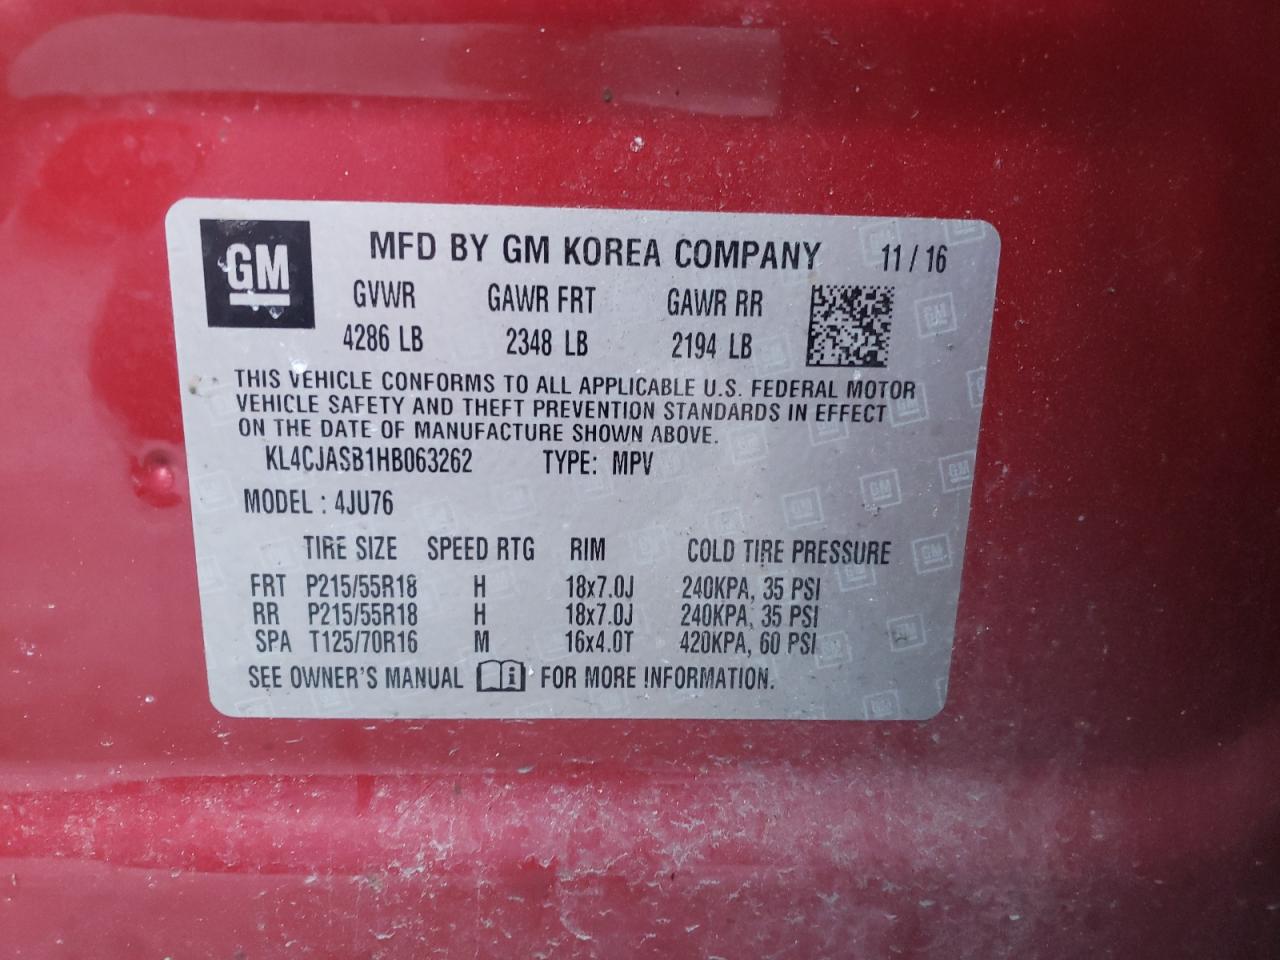 GM
MFD BY GM KOREA COMPANY 11 / 16
GVWR GAWR FRT GAWR RR
4286 LB 2348 LB 2194 LB
THIS VEHICLE CONFORMS TO ALL APPLICABLE U.S. FEDERAL MOTOR
VEHICLE SAFETY AND THEFT PREVENTION STANDARDS IN EFFECT
ON THE DATE OF MANUFACTURE SHOWN ABOVE.
KL4CJASB1HB063262 TYPE: MPV
MODEL : 4JU76
TIRE SIZE SPEED RTG RIM COLD TIRE PRESSURE
FRT P215/55R18 H 18x7.0J 240KPA, 35 PSI
RR P215/55R18 H 18x7.0J 240KPA, 35 PSI
SPA T125/70R16 M 16x4.0T 420KPA, 60 PSI
SEE OWNER'S MANUAL i FOR MORE INFORMATION.